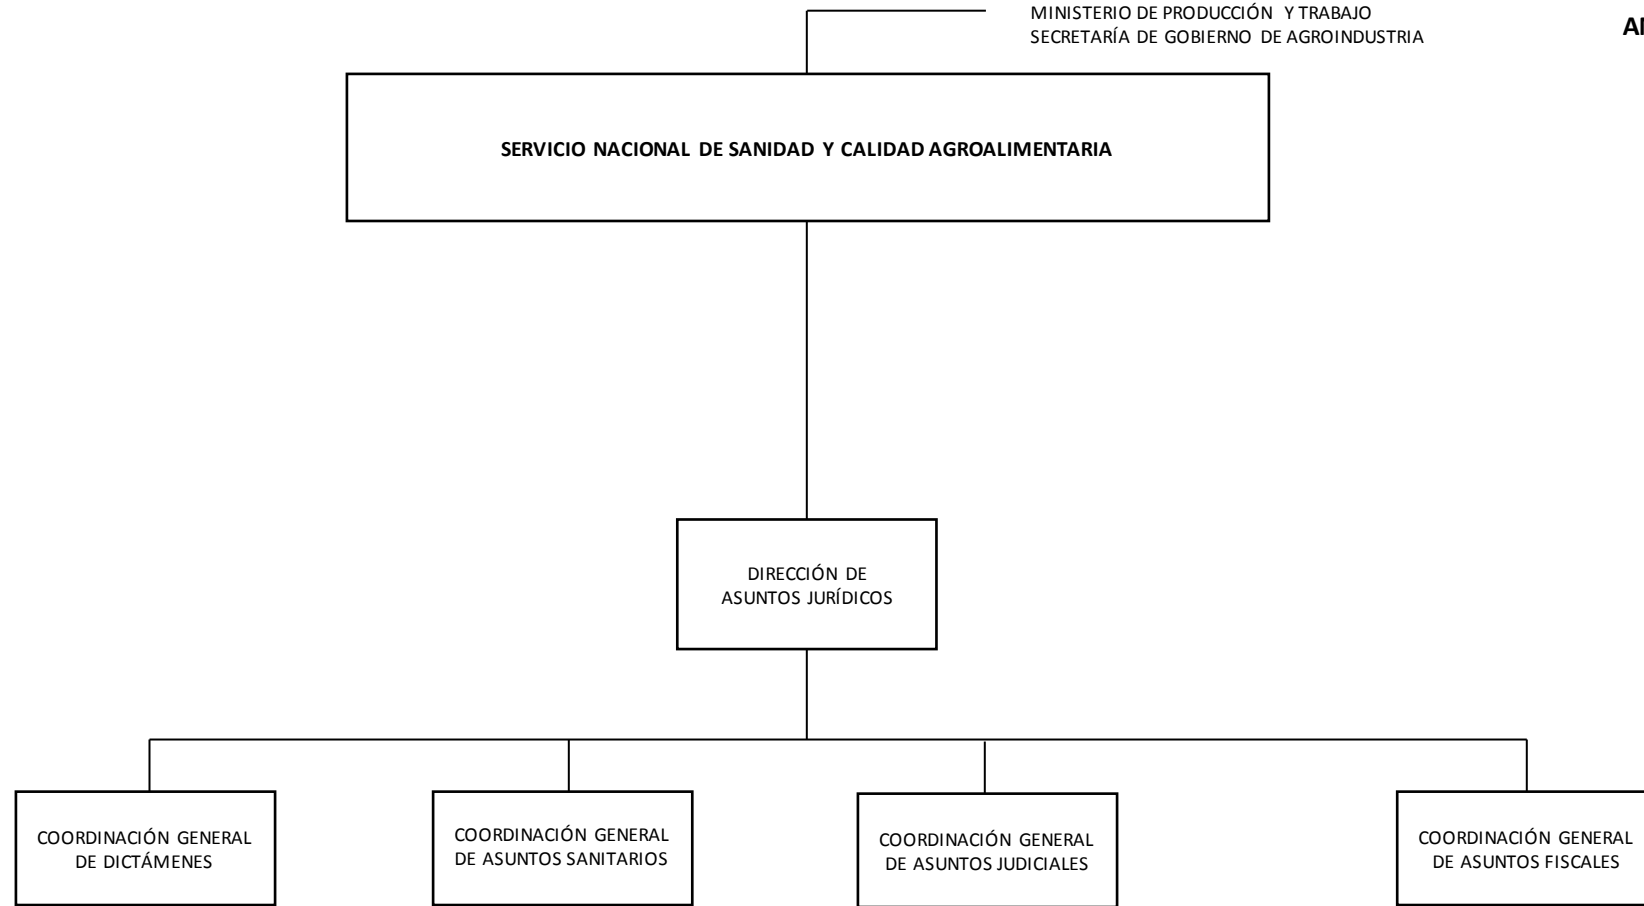 MINISTERIO DE PRODUCCIÓN Y TRABAJO
SECRETARÍA DE GOBIERNO DE AGROINDUSTRIA
SERVICIO NACIONAL DE SANIDAD Y CALIDAD AGROALIMENTARIA
DIRECCIÓN DE
ASUNTOS JURÍDICOS
COORDINACIÓN GENERAL
DE DICTÁMENES
COORDINACIÓN GENERAL
DE ASUNTOS SANITARIOS
COORDINACIÓN GENERAL
DE ASUNTOS JUDICIALES
COORDINACIÓN GENERAL
DE ASUNTOS FISCALES